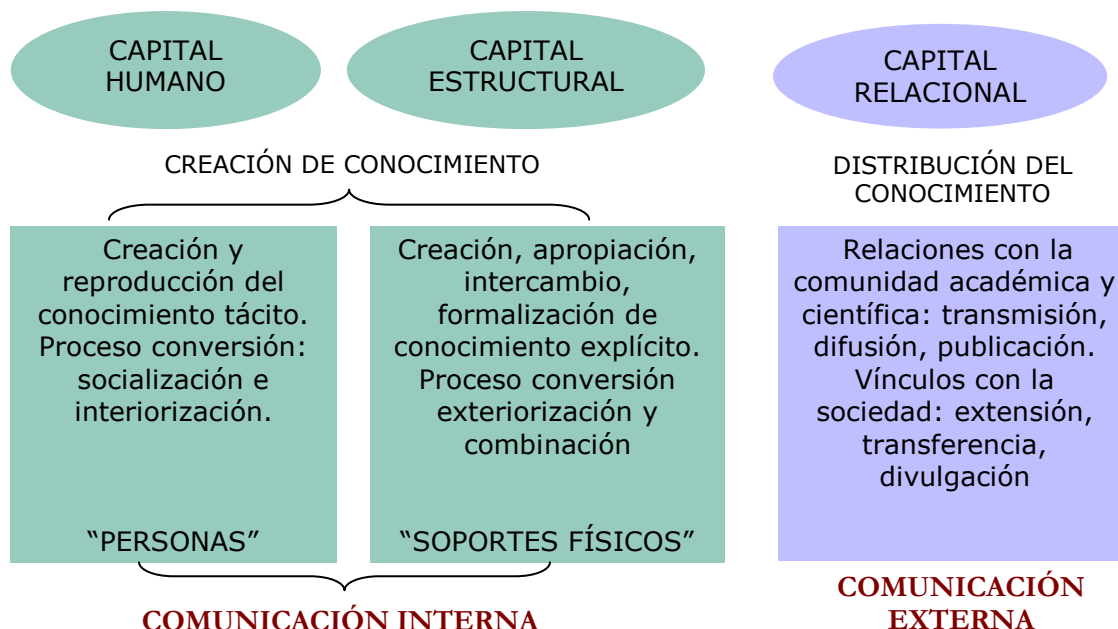 CAPITAL
HUMANO
CAPITAL
ESTRUCTURAL
CAPITAL
RELACIONAL
CREACIÓN DE CONOCIMIENTO
DISTRIBUCIÓN DEL
CONOCIMIENTO
Creación y
reproducción del
conocimiento tácito.
Proceso conversión:
socialización e
interiorización.
“PERSONAS”
Creación, apropiación,
intercambio,
formalización de
conocimiento explícito.
Proceso conversión
exteriorización y
combinación
“SOPORTES FÍSICOS”
Relaciones con la
comunidad académica y
científica: transmisión,
difusión, publicación.
Vínculos con la
sociedad: extensión,
transferencia,
divulgación
COMUNICACIÓN INTERNA
COMUNICACIÓN
EXTERNA